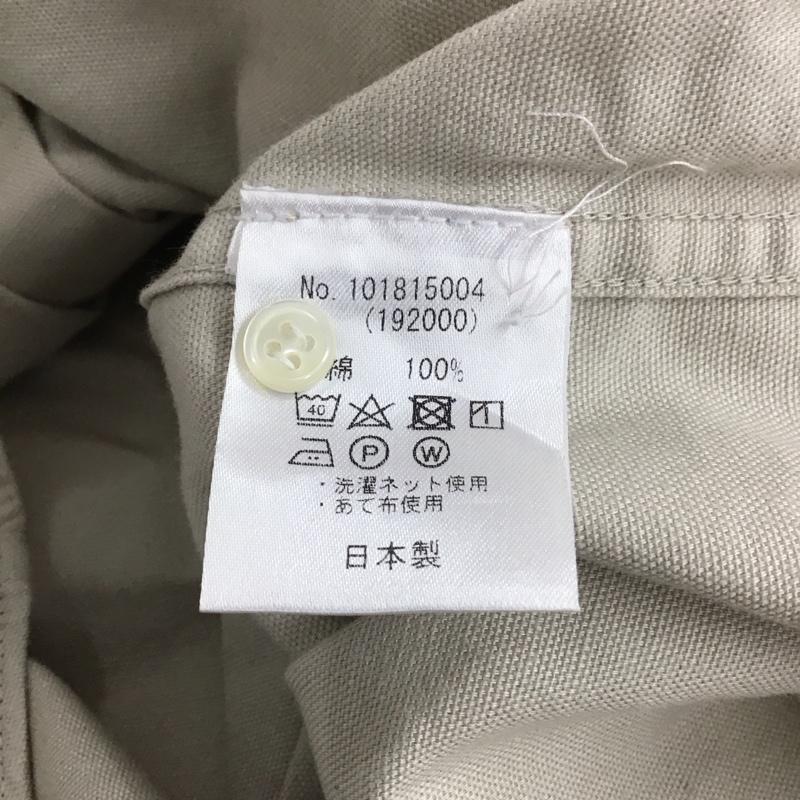 No. 101815004
(192000)
綿 100%
40
P W
・洗濯ネット使用
・あて布使用
日本製